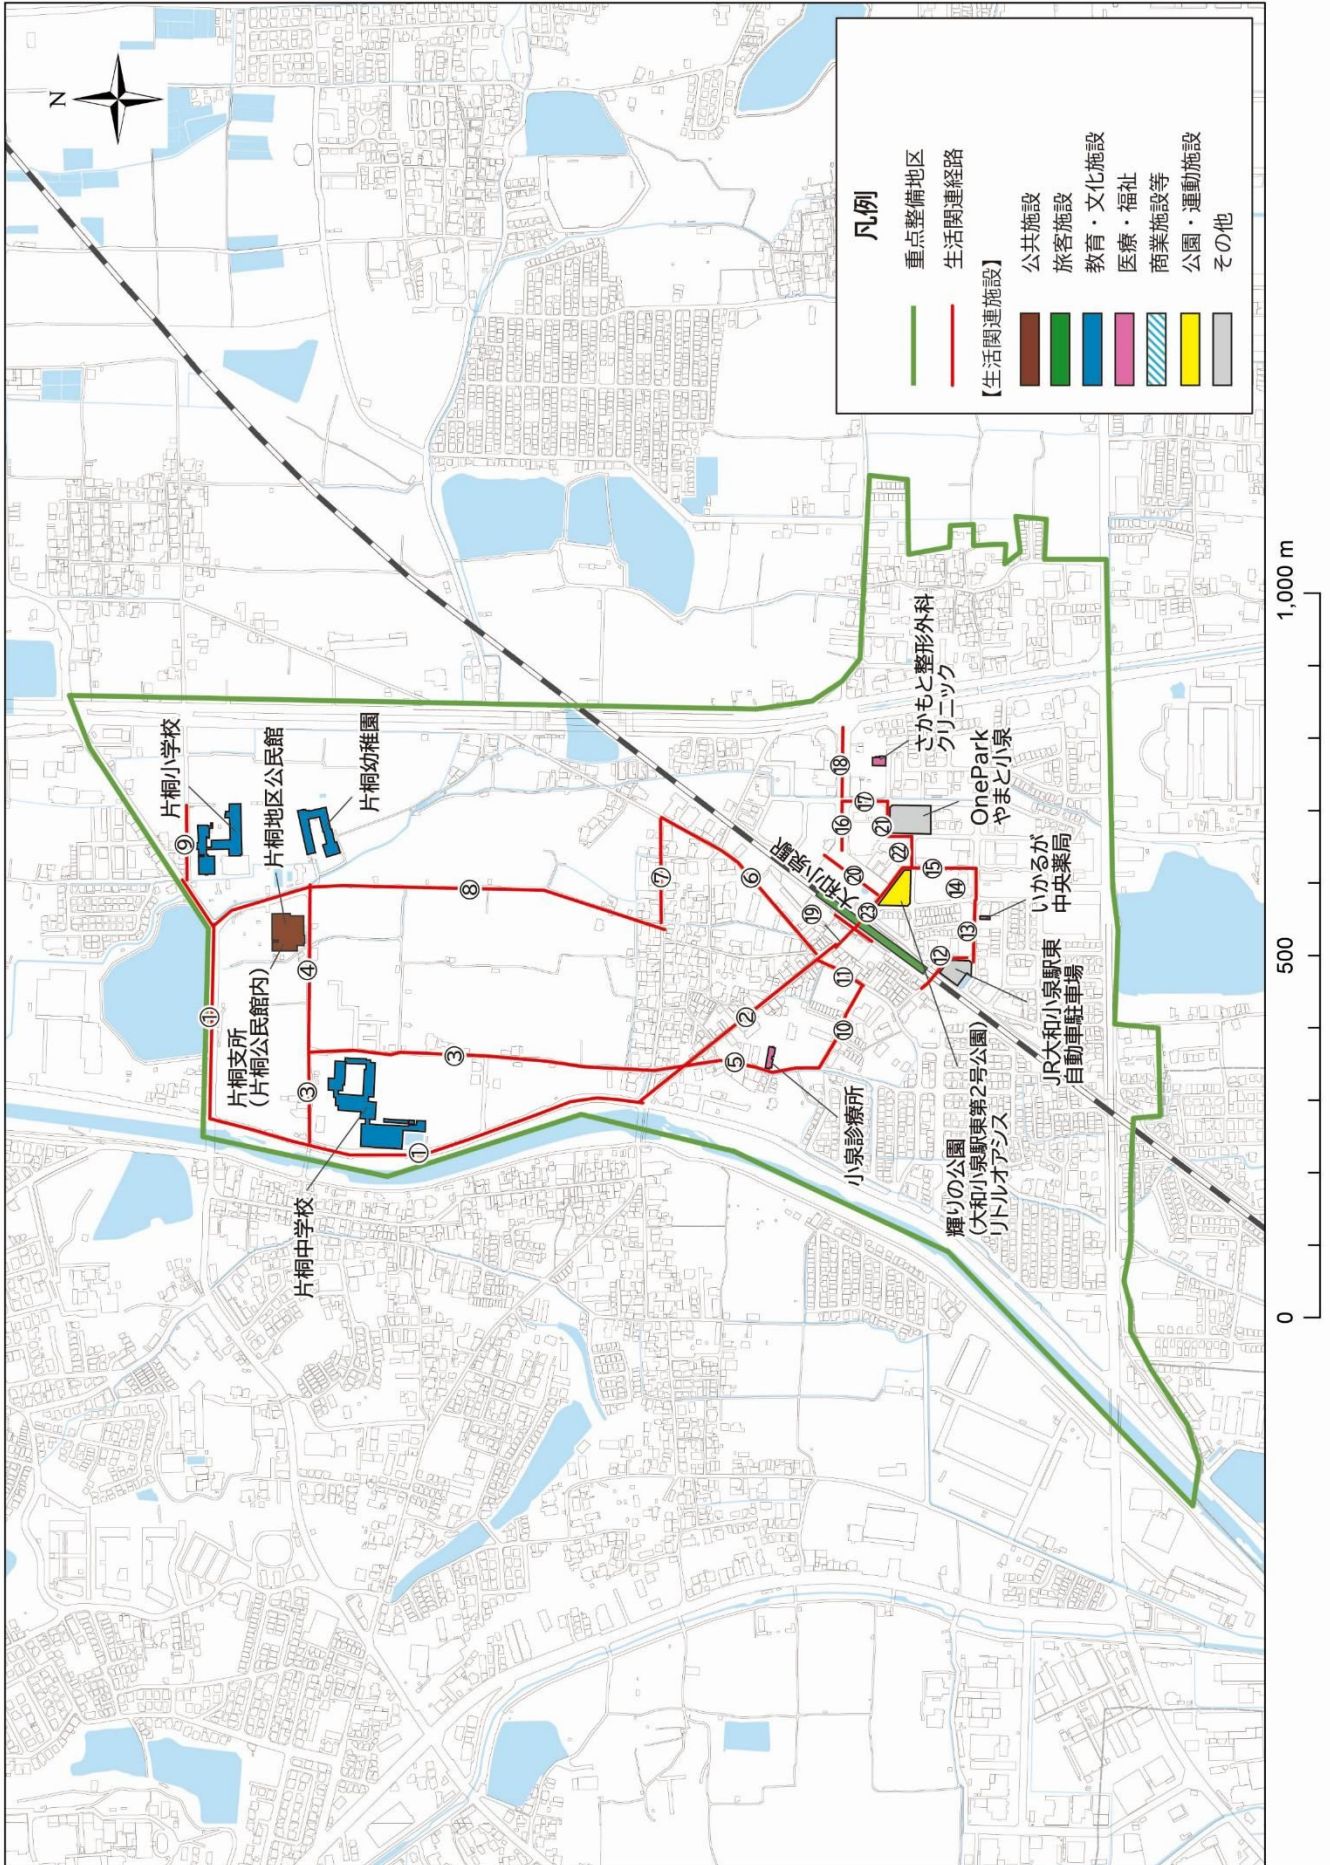 N
凡例
重点整備地区
生活関連経路
【生活関連施設】
公共施設
旅客施設
教育・文化施設
医療・福祉
商業施設等
公園・運動施設
その他
片桐小学校
片桐地区公民館
片桐幼稚園
片桐支所
(片桐公民館内)
片桐中学校
小泉診療所
大和小泉駅
さかもと整形外科
クリニック
OnePark
やまと小泉
いかるが
中央薬局
JR大和小泉駅東
自動車駐車場
輝りの公園
(大和小泉駅東第2号公園)
リトルオアシス
①
①
②
③
③
④
⑤
⑥
⑦
⑧
⑨
⑩
⑪
⑫
⑬
⑭
⑮
⑯
⑰
⑱
⑲
⑳
㉑
㉒
㉓
0
500
1,000 m